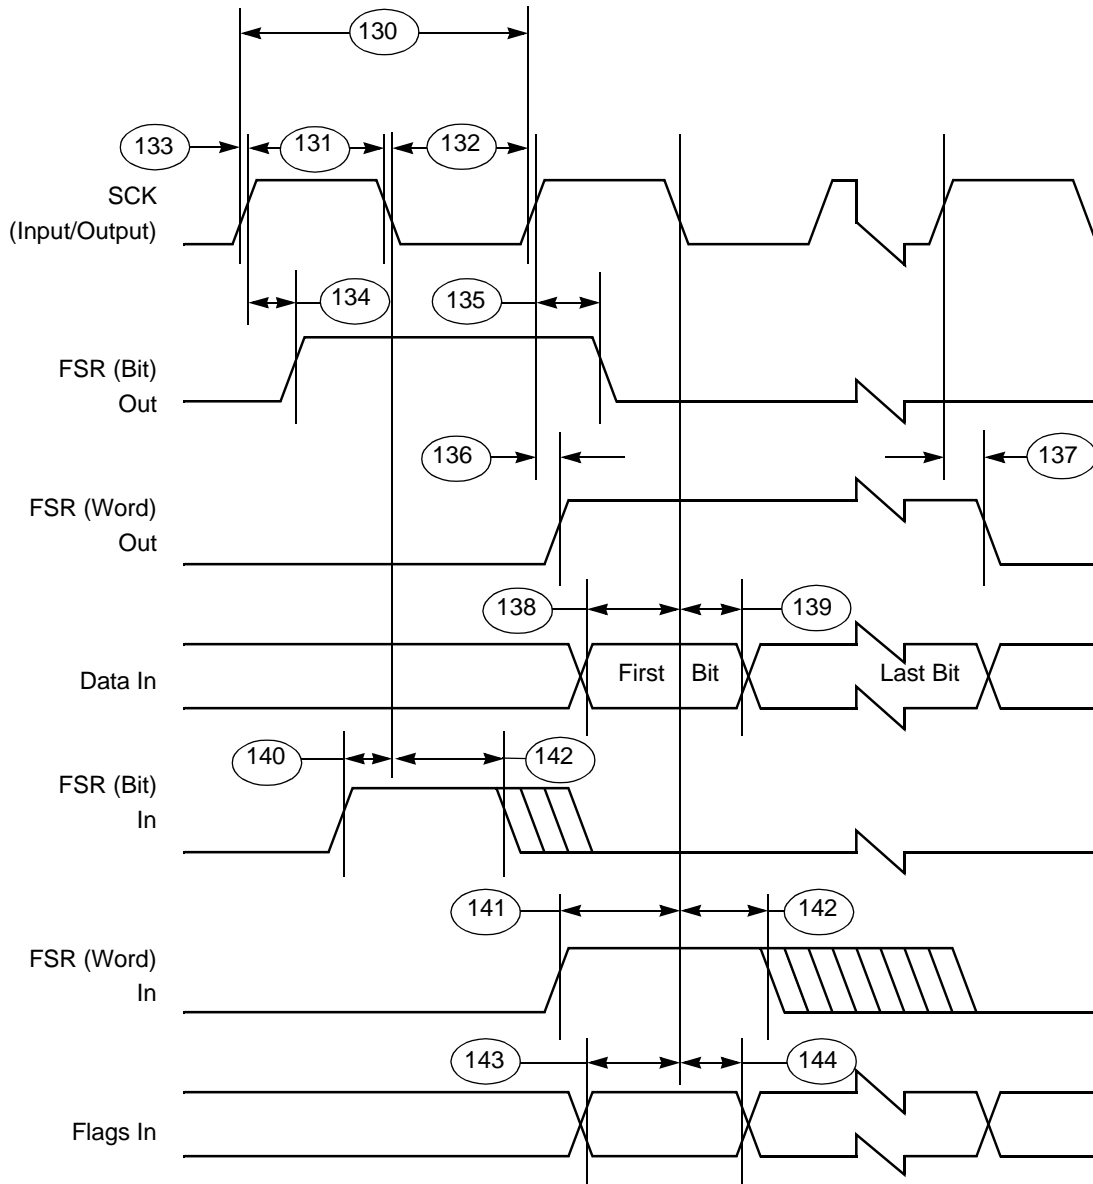 130
133
131
132
SCK
(Input/Output)
134
135
FSR (Bit)
Out
136
137
FSR (Word)
Out
138
139
Data In
First Bit
Last Bit
140
142
FSR (Bit)
In
141
142
FSR (Word)
In
143
144
Flags In